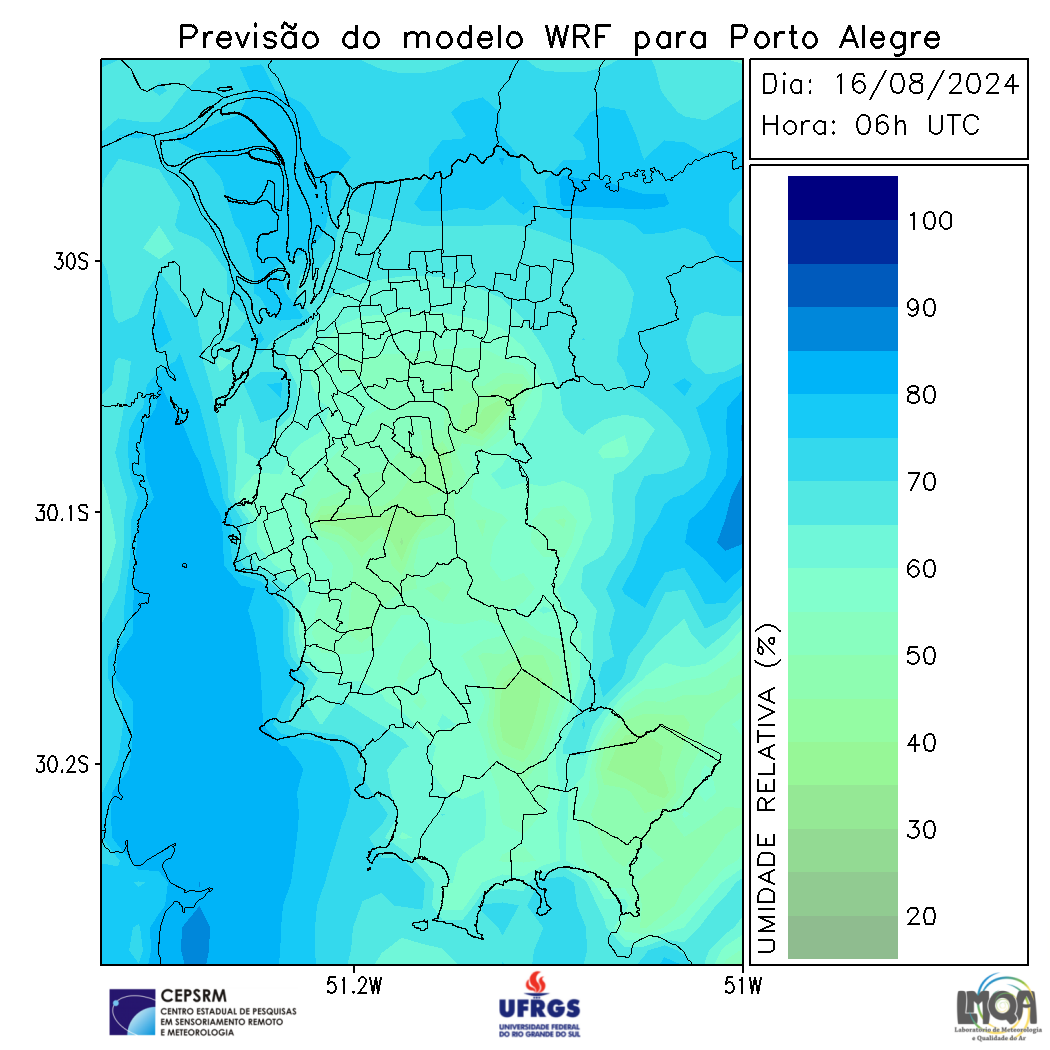 Previsão do modelo WRF para Porto Alegre
Dia: 16/08/2024
Hora: 06h UTC
30S
30.1S
30.2S
51.2W
51W
100
90
80
70
60
50
40
30
20
UMIDADE RELATIVA (%)
CEPSRM
CENTRO ESTADUAL DE PESQUISAS
EM SENSORIAMENTO REMOTO
E METEOROLOGIA
UFRGS
UNIVERSIDADE FEDERAL
DO RIO GRANDE DO SUL
LMQA
Laboratório de Meteorologia
e Qualidade do Ar